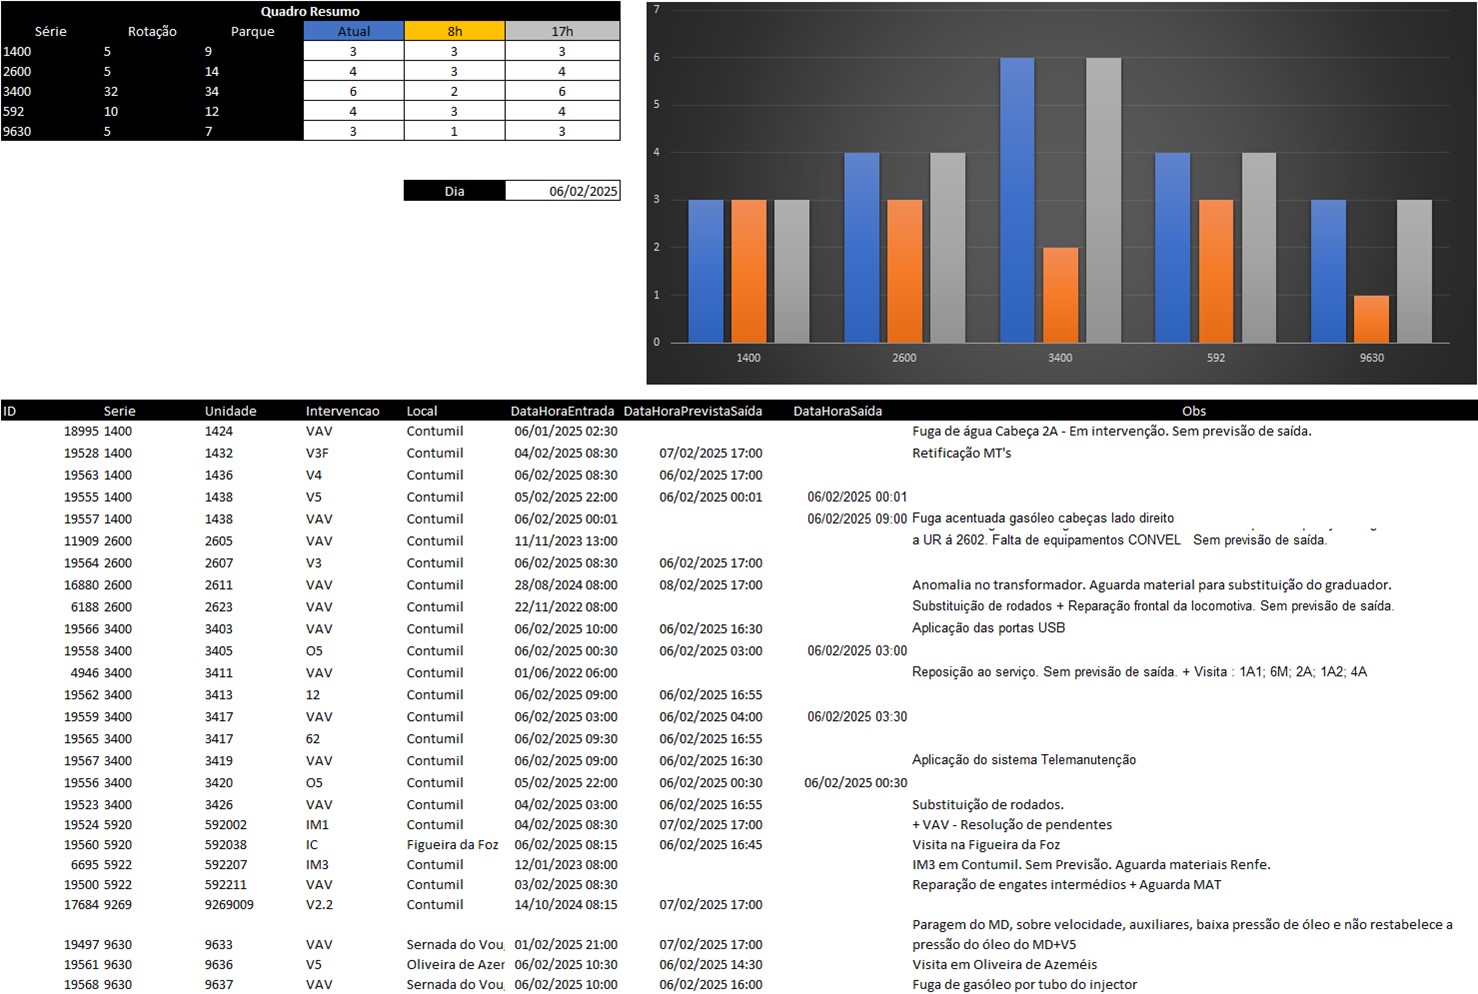 Quadro Resumo
Série Rotação Parque Atual 8h 17h
1400 5 9 3 3 3
2600 5 14 4 3 4
3400 32 34 6 2 6
592 10 12 4 3 4
9630 5 7 3 1 3
Dia 06/02/2025
7
6
5
4
3
2
1
0
1400 2600 3400 592 9630
ID Serie Unidade Intervencao Local DataHoraEntrada DataHoraPrevistaSaída DataHoraSaída Obs
18995 1400 1424 VAV Contumil 06/01/2025 02:30 Fuga de água Cabeça 2A - Em intervenção. Sem previsão de saída.
19528 1400 1432 V3F Contumil 04/02/2025 08:30 07/02/2025 17:00 Retificação MT's
19563 1400 1436 V4 Contumil 06/02/2025 08:30 06/02/2025 17:00
19555 1400 1438 V5 Contumil 05/02/2025 22:00 06/02/2025 00:01 06/02/2025 00:01
19557 1400 1438 VAV Contumil 06/02/2025 00:01 06/02/2025 09:00 Fuga acentuada gasóleo cabeças lado direito
11909 2600 2605 VAV Contumil 11/11/2023 13:00 a UR á 2602. Falta de equipamentos CONVEL Sem previsão de saída.
19564 2600 2607 V3 Contumil 06/02/2025 08:30 06/02/2025 17:00
16880 2600 2611 VAV Contumil 28/08/2024 08:00 08/02/2025 17:00 Anomalia no transformador. Aguarda material para substituição do graduador.
6188 2600 2623 VAV Contumil 22/11/2022 08:00 Substituição de rodados + Reparação frontal da locomotiva. Sem previsão de saída.
19566 3400 3403 VAV Contumil 06/02/2025 10:00 06/02/2025 16:30 Aplicação das portas USB
19558 3400 3405 O5 Contumil 06/02/2025 00:30 06/02/2025 03:00 06/02/2025 03:00
4946 3400 3411 VAV Contumil 01/06/2022 06:00 Reposição ao serviço. Sem previsão de saída. + Visita : 1A1; 6M; 2A; 1A2; 4A
19562 3400 3413 12 Contumil 06/02/2025 09:00 06/02/2025 16:55
19559 3400 3417 VAV Contumil 06/02/2025 03:00 06/02/2025 04:00 06/02/2025 03:30
19565 3400 3417 62 Contumil 06/02/2025 09:30 06/02/2025 16:55
19567 3400 3419 VAV Contumil 06/02/2025 09:00 06/02/2025 16:30 Aplicação do sistema Telemanutenção
19556 3400 3420 O5 Contumil 05/02/2025 22:00 06/02/2025 00:30 06/02/2025 00:30
19523 3400 3426 VAV Contumil 04/02/2025 03:00 06/02/2025 16:55 Substituição de rodados.
19524 5920 592002 IM1 Contumil 04/02/2025 08:30 07/02/2025 17:00 + VAV - Resolução de pendentes
19560 5920 592038 IC Figueira da Foz 06/02/2025 08:15 06/02/2025 16:45 Visita na Figueira da Foz
6695 5922 592207 IM3 Contumil 12/01/2023 08:00 IM3 em Contumil. Sem Previsão. Aguarda materiais Renfe.
19500 5922 592211 VAV Contumil 03/02/2025 08:30 Reparação de engates intermédios + Aguarda MAT
17684 9269 9269009 V2.2 Contumil 14/10/2024 08:15 07/02/2025 17:00
Paragem do MD, sobre velocidade, auxiliares, baixa pressão de óleo e não restabelece a
19497 9630 9633 VAV Sernada do Vou 01/02/2025 21:00 07/02/2025 17:00 pressão do óleo do MD+V5
19561 9630 9636 V5 Oliveira de Azer 06/02/2025 10:30 06/02/2025 14:30 Visita em Oliveira de Azeméis
19568 9630 9637 VAV Sernada do Vou 06/02/2025 10:00 06/02/2025 16:00 Fuga de gasóleo por tubo do injector